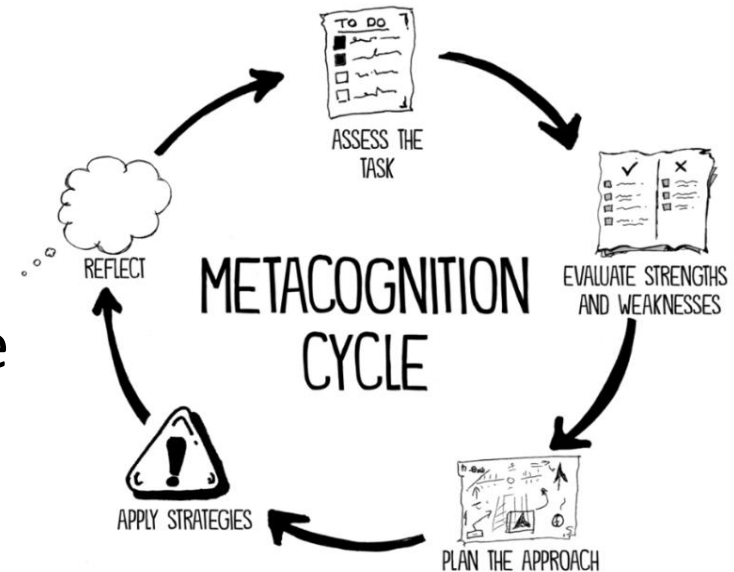 TO DO
ASSESS THE
TASK
EVALUATE STRENGTHS
AND WEAKNESSES
PLAN THE APPROACH
APPLY STRATEGIES
REFLECT
METACOGNITION
CYCLE
e